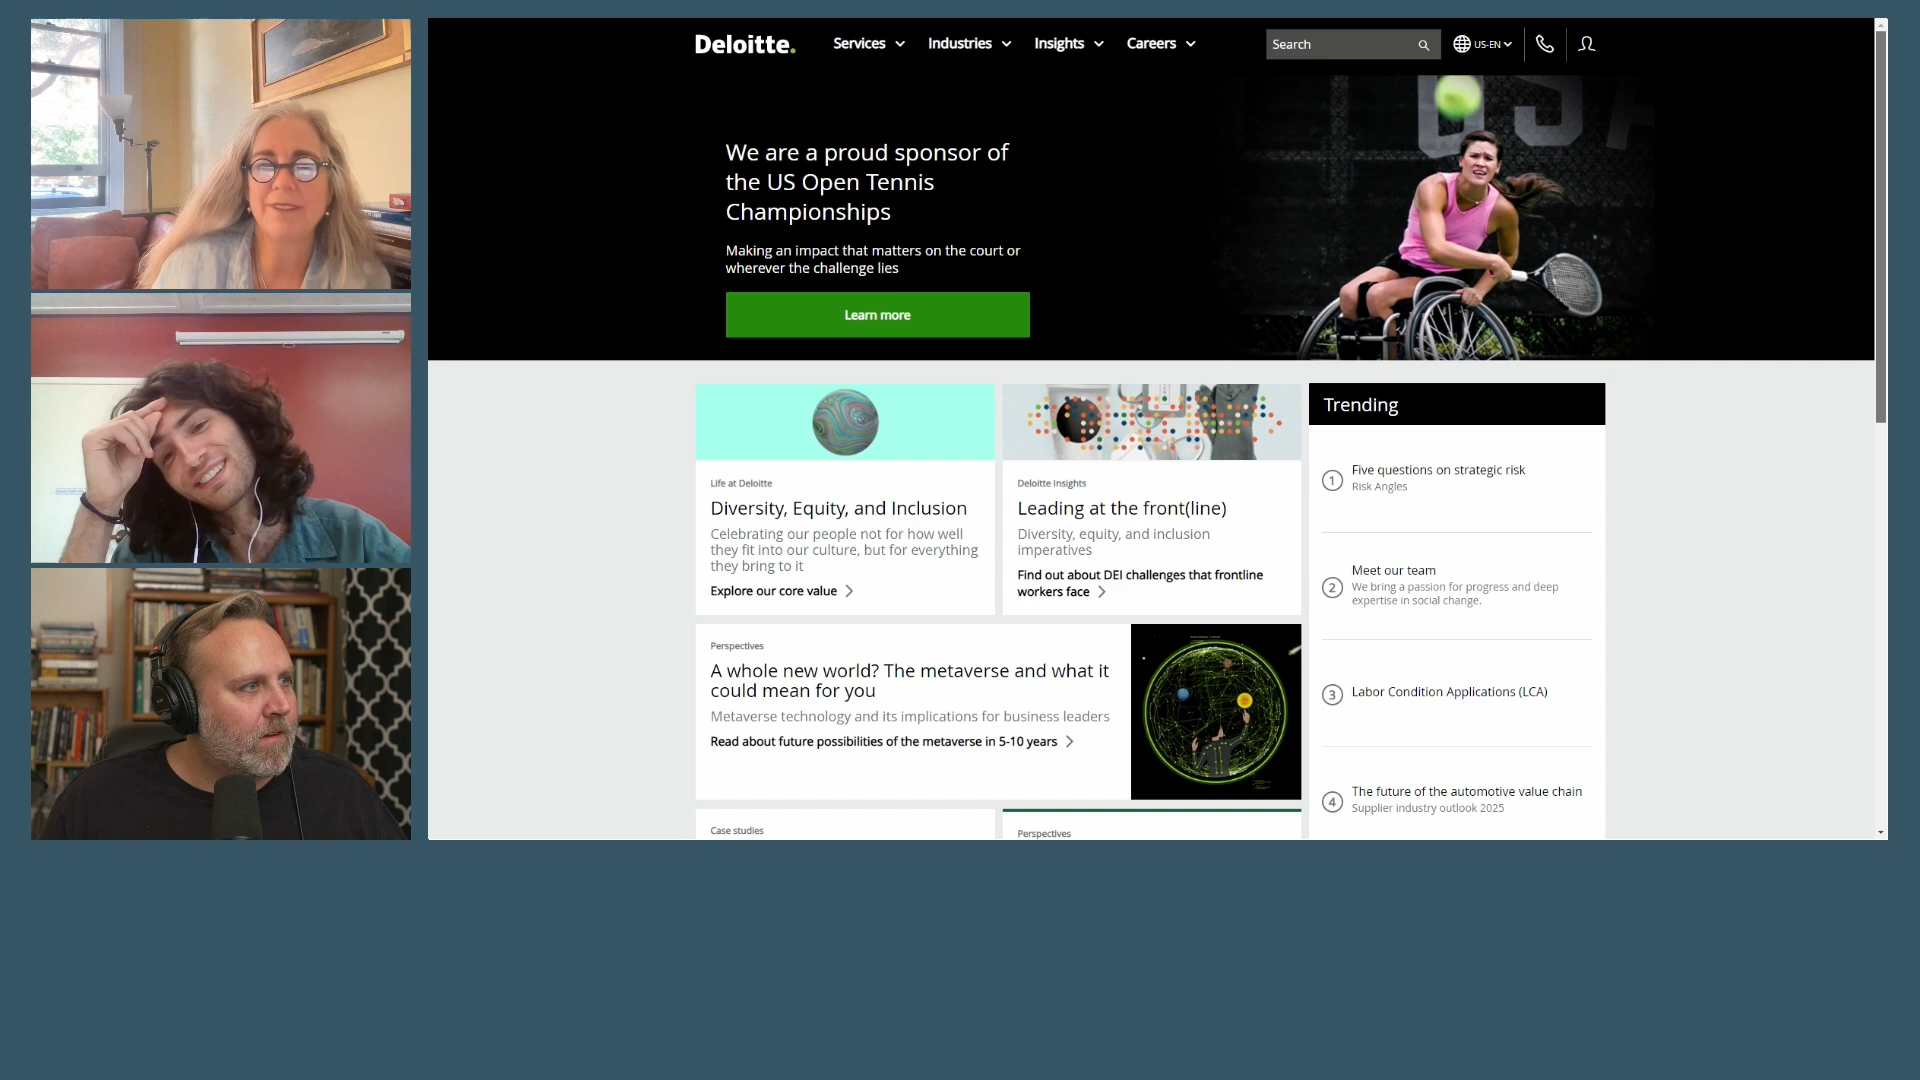 Deloitte.
Services
Industries
Insights
Careers
Search
US-EN
USA
We are a proud sponsor of
the US Open Tennis
Championships
Making an impact that matters on the court or
wherever the challenge lies
Learn more
Life at Deloitte
Diversity, Equity, and Inclusion
Celebrating our people not for how well
they fit into our culture, but for everything
they bring to it
Explore our core value
Deloitte Insights
Leading at the front(line)
Diversity, equity, and inclusion
imperatives
Find out about DEI challenges that frontline
workers face
Perspectives
A whole new world? The metaverse and what it
could mean for you
Metaverse technology and its implications for business leaders
Read about future possibilities of the metaverse in 5-10 years
Case studies
Perspectives
Trending
1
Five questions on strategic risk
Risk Angles
2
Meet our team
We bring a passion for progress and deep
expertise in social change.
3
Labor Condition Applications (LCA)
4
The future of the automotive value chain
Supplier industry outlook 2025